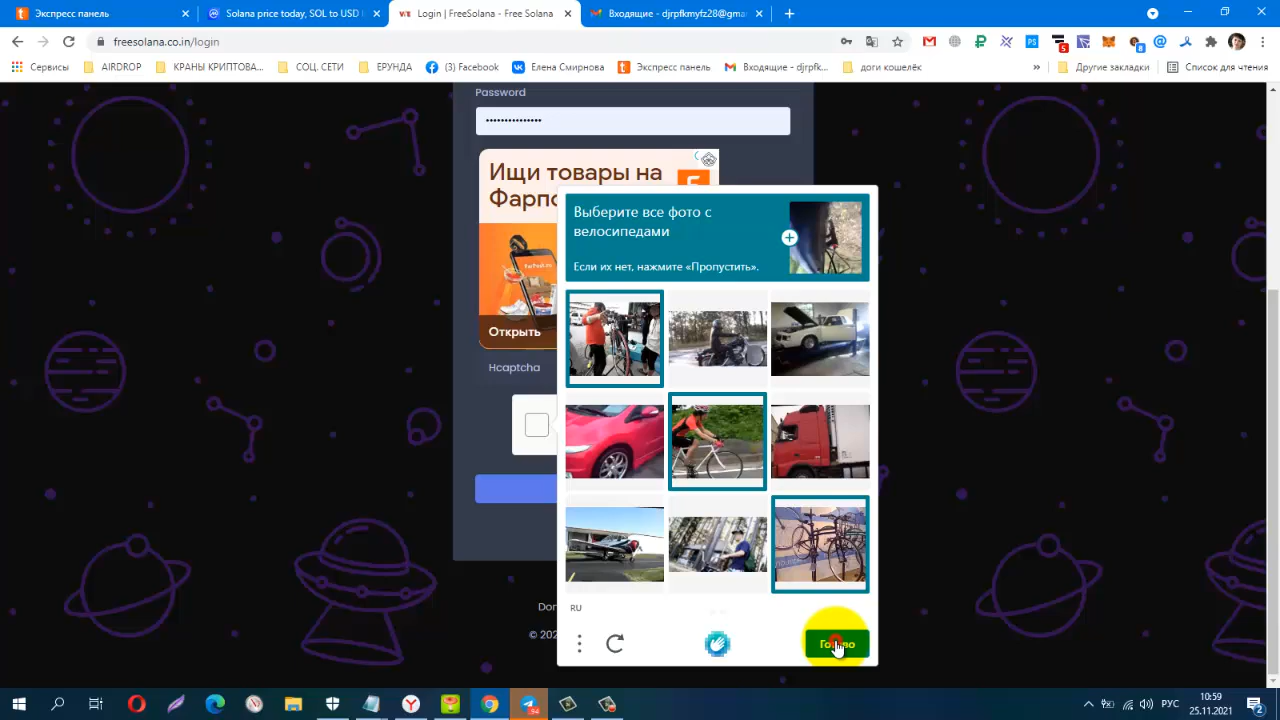 Экспресс панель
Solana price today, SOL to USD
Login | FreeSolana - Free Solana
Входящие - djrpfkmyfz28@gma
freesolana.co.in/login
Сервисы
AIRDROP
КРАНЫ КРИПТОВА...
СОЦ. СЕТИ
ЕРУНДА
(3) Facebook
Елена Смирнова
Экспресс панель
Входящие - djrpfk...
доги кошелёк
»
Другие закладки
Список для чтения
Password
Ищи товары на
Фарпо
Открыть
Hcaptcha
Выберите все фото с
велосипедами
Если их нет, нажмите «Пропустить».
RU
Готово
Don
© 202
РУС
10:59
25.11.2021